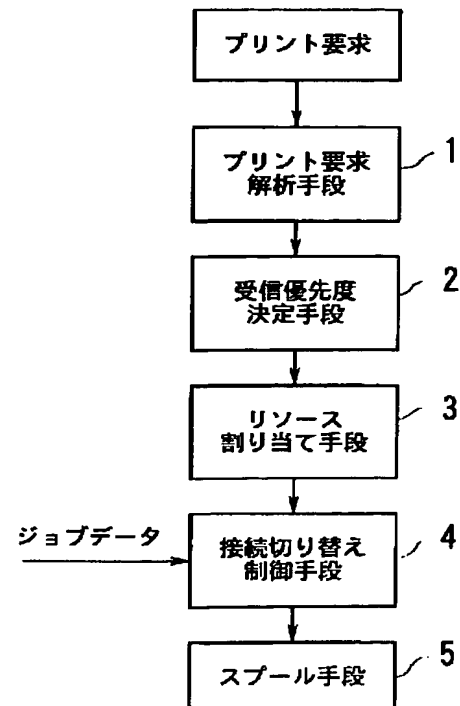 プリント要求
プリント要求
解析手段
1
受信優先度
決定手段
2
リソース
割り当て手段
3
ジョブデータ
接続切り替え
制御手段
4
スプール手段
5